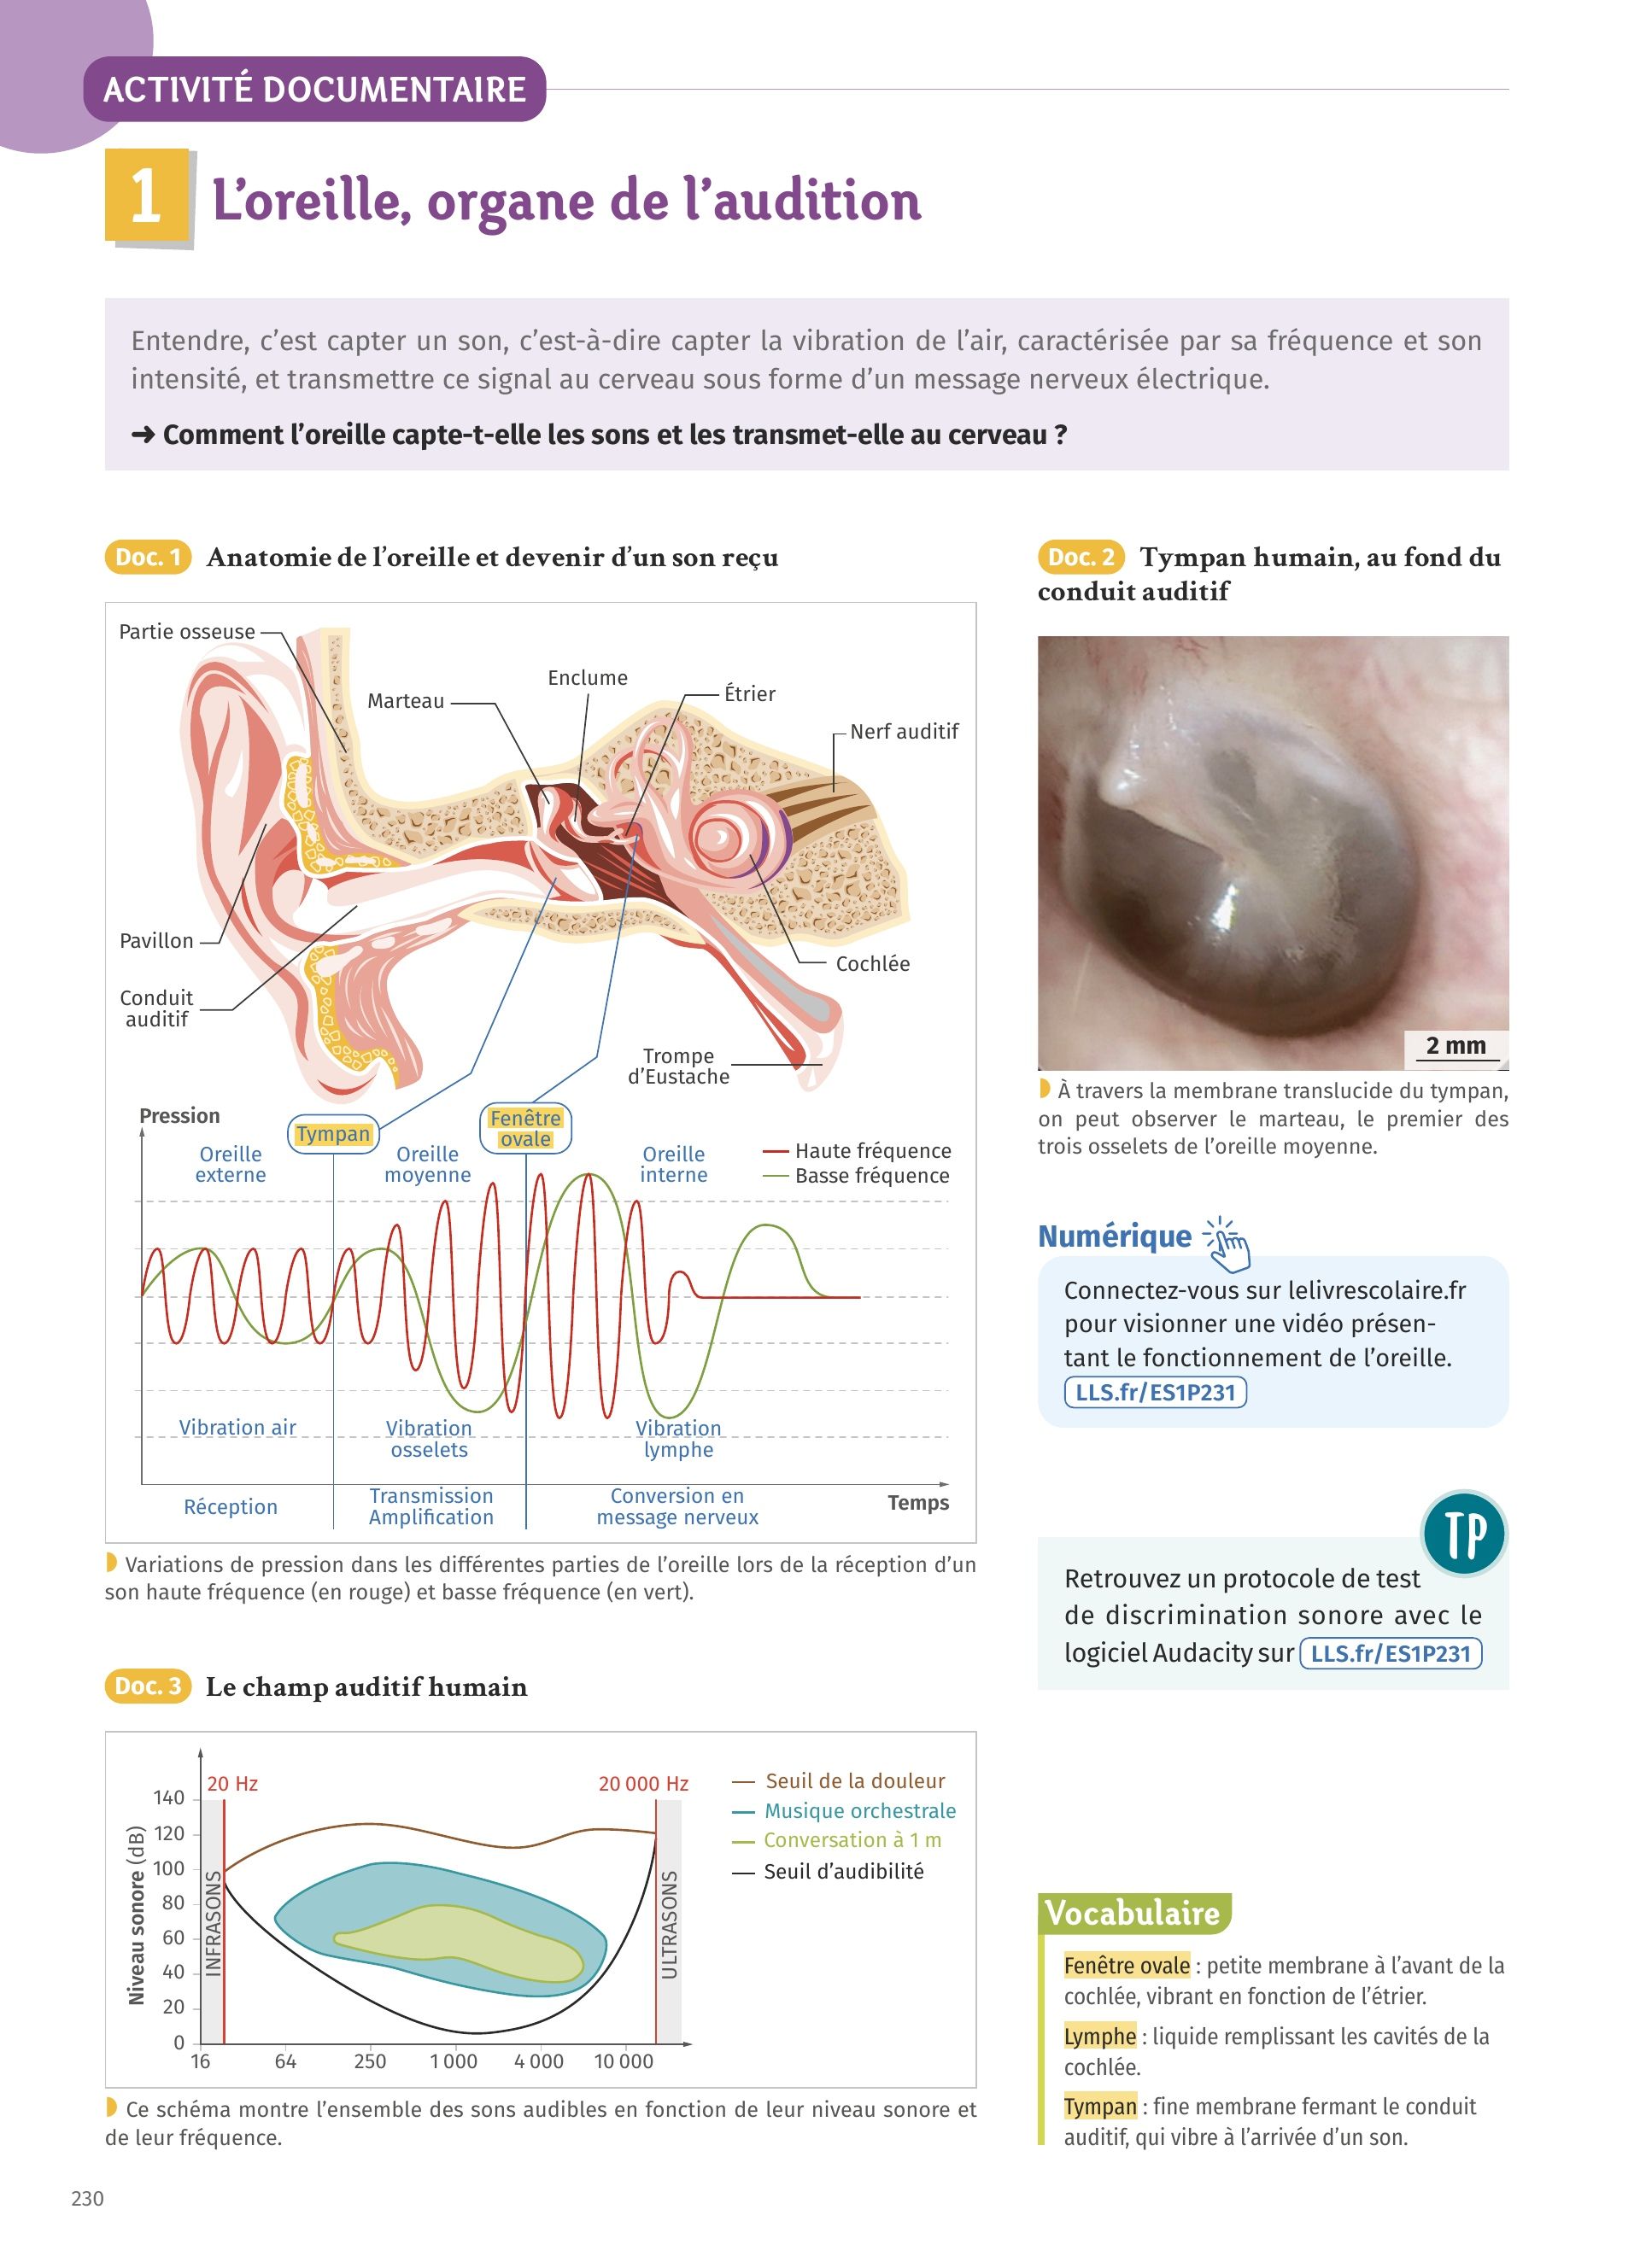 ACTIVITÉ DOCUMENTAIRE
1 L'oreille, organe de l'audition
Entendre, c'est capter un son, c'est-à-dire capter la vibration de l'air, caractérisée par sa fréquence et son
intensité, et transmettre ce signal au cerveau sous forme d'un message nerveux électrique.
➜ Comment l'oreille capte-t-elle les sons et les transmet-elle au cerveau ?
Doc. 1 Anatomie de l'oreille et devenir d'un son reçu
Partie osseuse
Marteau
Enclume
Étrier
Nerf auditif
Pavillon
Conduit
auditif
Cochlée
Trompe
d'Eustache
Pression
Tympan
Fenêtre
ovale
Oreille
externe
Oreille
moyenne
Oreille
interne
Haute fréquence
Basse fréquence
Vibration air
Vibration
osselets
Vibration
lymphe
Réception
Transmission
Amplification
Conversion en
message nerveux
Temps
Variations de pression dans les différentes parties de l'oreille lors de la réception d'un
son haute fréquence (en rouge) et basse fréquence (en vert).
Doc. 3 Le champ auditif humain
Niveau sonore (dB)
140
120
100
80
60
40
20
0
16
64
250
1 000
4 000
10 000
20 Hz
20 000 Hz
INFRASONS
ULTRASONS
Seuil de la douleur
Musique orchestrale
Conversation à 1 m
Seuil d'audibilité
Ce schéma montre l'ensemble des sons audibles en fonction de leur niveau sonore et
de leur fréquence.
Doc. 2 Tympan humain, au fond du
conduit auditif
2 mm
À travers la membrane translucide du tympan,
on peut observer le marteau, le premier des
trois osselets de l'oreille moyenne.
Numérique
Connectez-vous sur lelivrescolaire.fr
pour visionner une vidéo présen-
tant le fonctionnement de l'oreille.
LLS.fr/ES1P231
TP
Retrouvez un protocole de test
de discrimination sonore avec le
logiciel Audacity sur LLS.fr/ES1P231
Vocabulaire
Fenêtre ovale : petite membrane à l'avant de la
cochlée, vibrant en fonction de l'étrier.
Lymphe : liquide remplissant les cavités de la
cochlée.
Tympan : fine membrane fermant le conduit
auditif, qui vibre à l'arrivée d'un son.
230